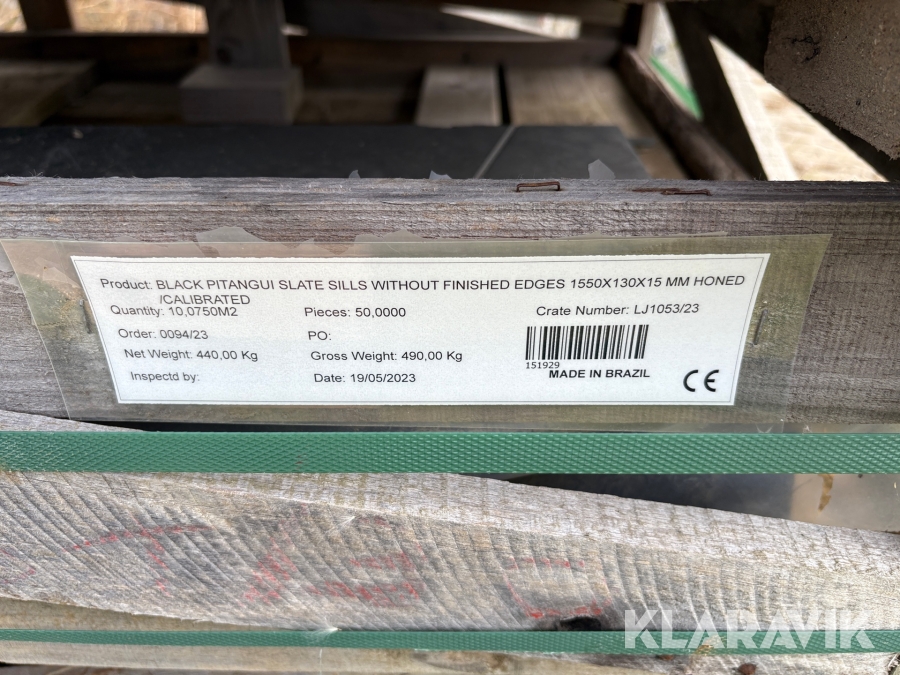 Product: BLACK PITANGUI SLATE SILLS WITHOUT FINISHED EDGES 1550X130X15 MM HONED
/CALIBRATED
Quantity: 10,0750M2 Pieces: 50,0000 Crate Number: LJ1053/23
Order: 0094/23 PO:
Net Weight: 440,00 Kg Gross Weight: 490,00 Kg
151929
Inspectd by: Date: 19/05/2023 MADE IN BRAZIL CE
KLARAVIK